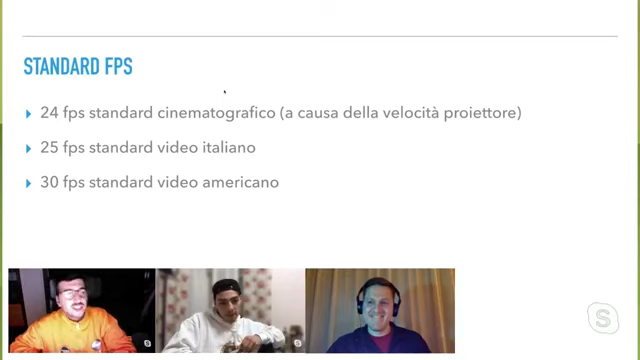 STANDARD FPS
24 fps standard cinematografico (a causa della velocità proiettore)
25 fps standard video italiano
30 fps standard video americano